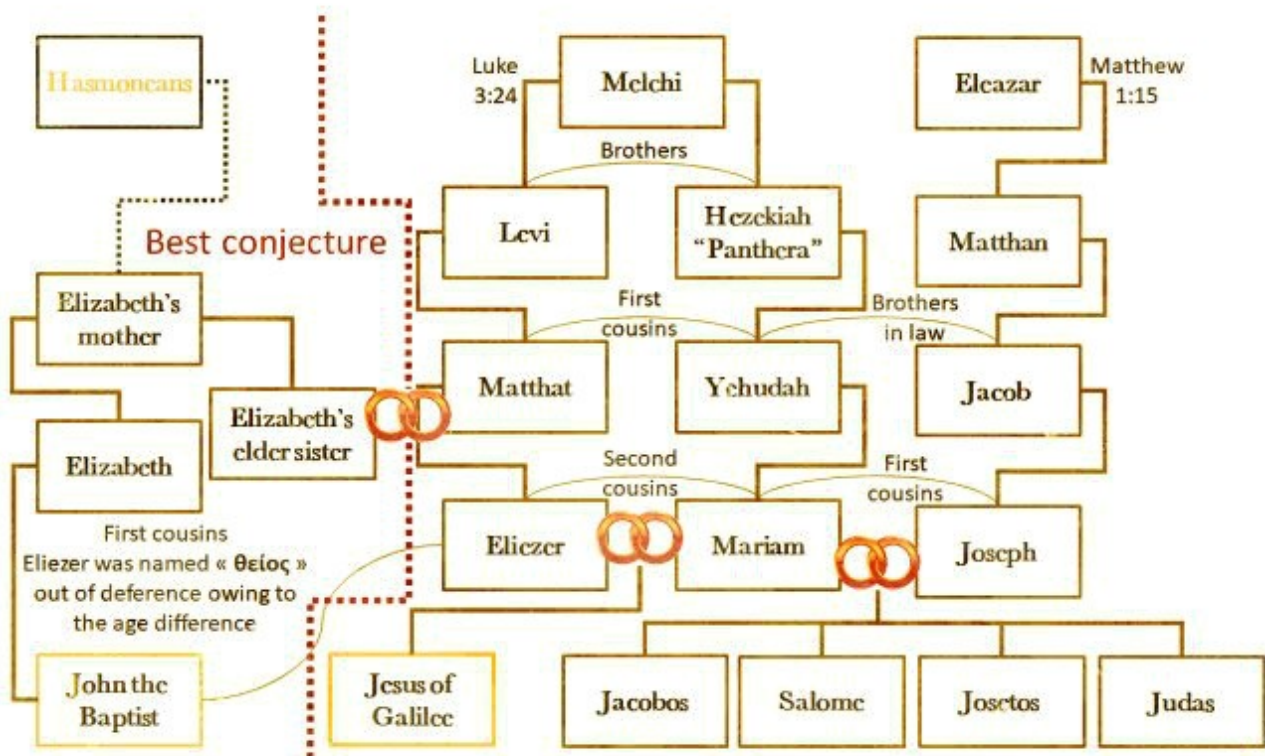 Hasmoneans
Luke
3:24
Melchi
Eleazar
Matthew
1:15
Brothers
Levi
Hezekiah
“Panthera”
Matthan
Best conjecture
Elizabeth’s
mother
First
cousins
Brothers
in law
Matthat
Yehudah
Jacob
Elizabeth’s
elder sister
Elizabeth
Second
cousins
First
cousins
First cousins
Eliezer was named « θείος »
out of deference owing to
the age difference
Eliezer
Mariam
Joseph
John the
Baptist
Jesus of
Galilee
Jacobos
Salome
Josetos
Judas